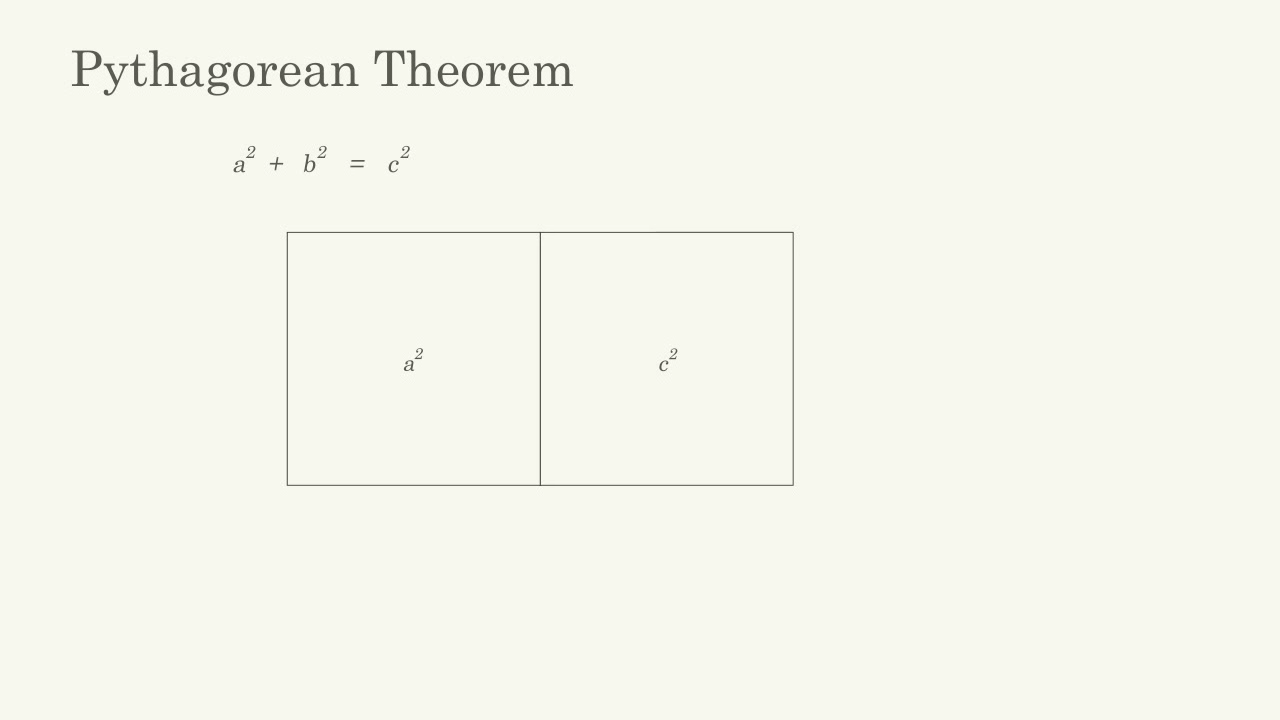 Pythagorean Theorem
a² + b² = c²
a² c²